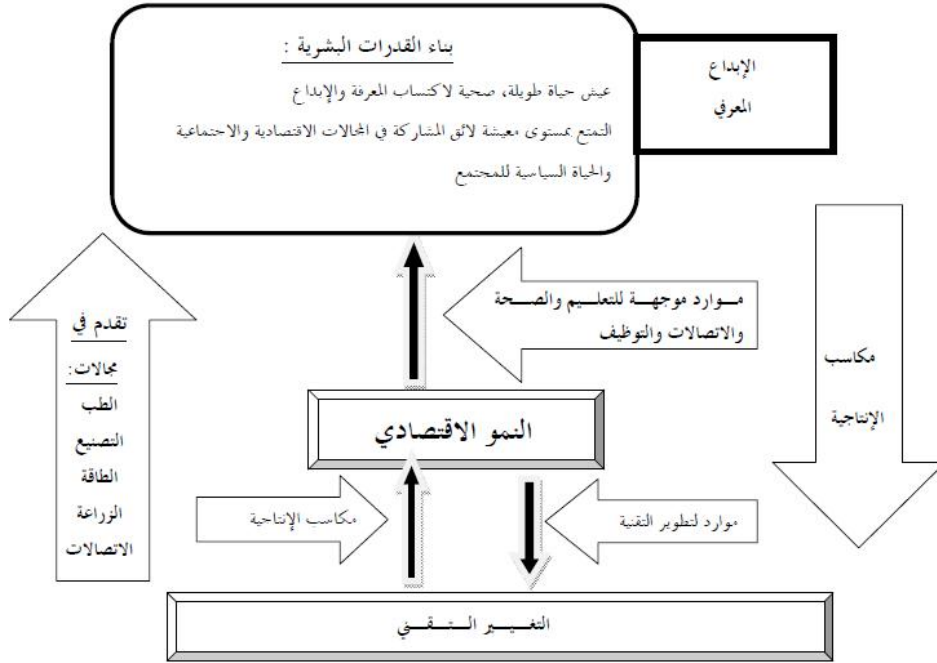 بناء القدرات البشرية :
عيش حياة طويلة، صحية لاكتساب المعرفة والإبداع
التمتع بمستوى معيشة لائق المشاركة في المجالات الاقتصادية والاجتماعية
والحياة السياسية للمجتمع
الإبداع
المعرفي
موارد موجهة للتعليم والصحة
والاتصالات والتوظيف
مكاسب
الإنتاجية
تقدم في
مجالات:
الطب
التصنيع
الطاقة
الزراعة
الاتصالات
النمو الاقتصادي
مكاسب الإنتاجية
موارد لتطوير التقنية
التغيير التقني